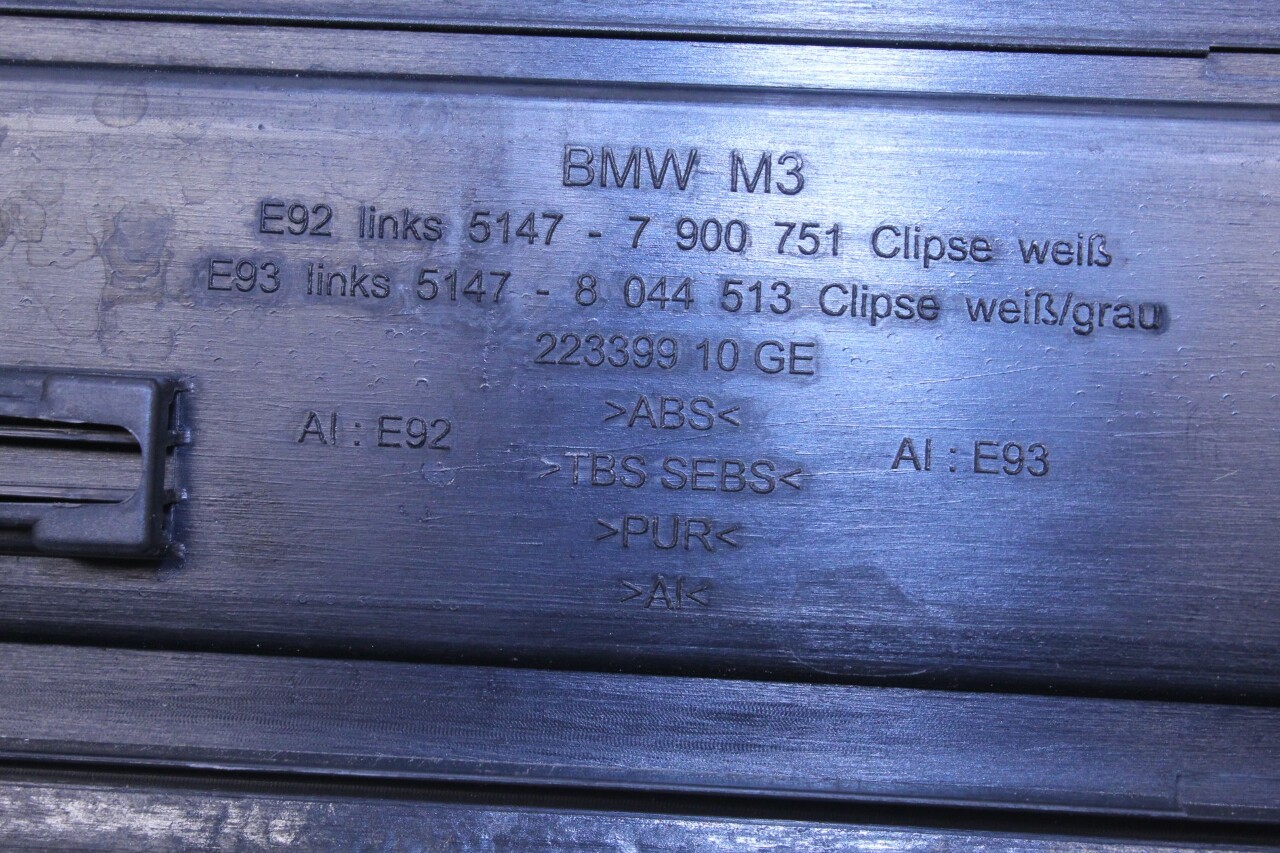 BMW M3
E92 links 5147 - 7 900 751 Clipse weiß
E93 links 5147 - 8 044 513 Clipse weiß/grau
223399 10 GE
>ABS<
AI : E92
AI : E93
>TBS SEBS<
>PUR<
>AI<